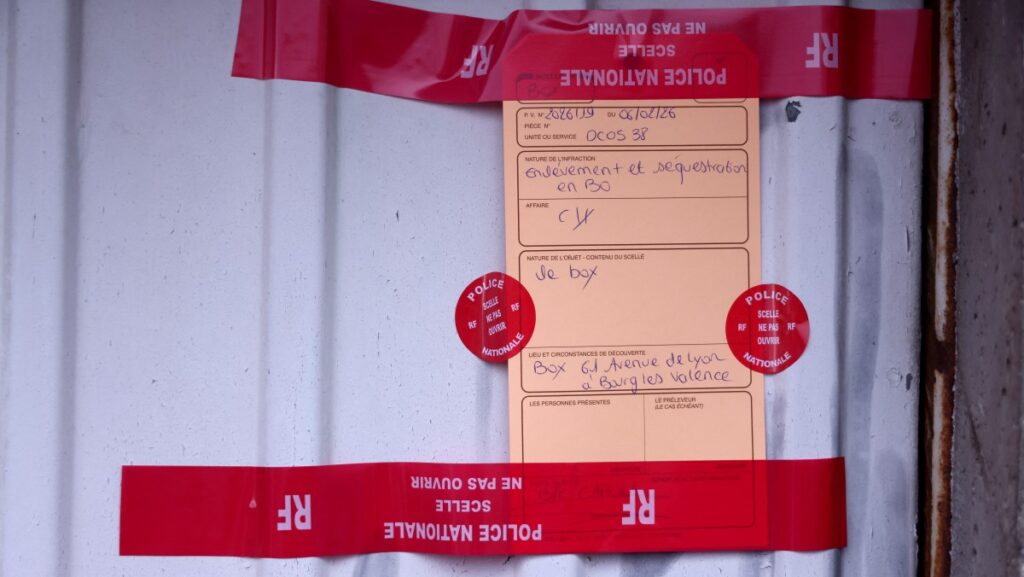 NE PAS OUVRIR
SCELLE
POLICE NATIONALE
RF
RF
BOX
P.V. N° 2026/19 DU 06/02/26
PIÈCE N°
UNITÉ OU SERVICE DCOS 38
NATURE DE L'INFRACTION
enlèvement et séquestration
en BO
AFFAIRE
c/X
NATURE DE L'OBJET - CONTENU DU SCELLÉ
le box
POLICE
SCELLE
NE PAS
OUVRIR
RF
RF
NATIONALE
POLICE
SCELLE
NE PAS
OUVRIR
RF
RF
NATIONALE
LIEU ET CIRCONSTANCES DE DÉCOUVERTE
Box 61 Avenue de Lyon
à Bourg les Valence
LES PERSONNES PRÉSENTES
LE PRÉLEVEUR
(LE CAS ÉCHÉANT)
NE PAS OUVRIR
SCELLE
POLICE NATIONALE
RF
RF